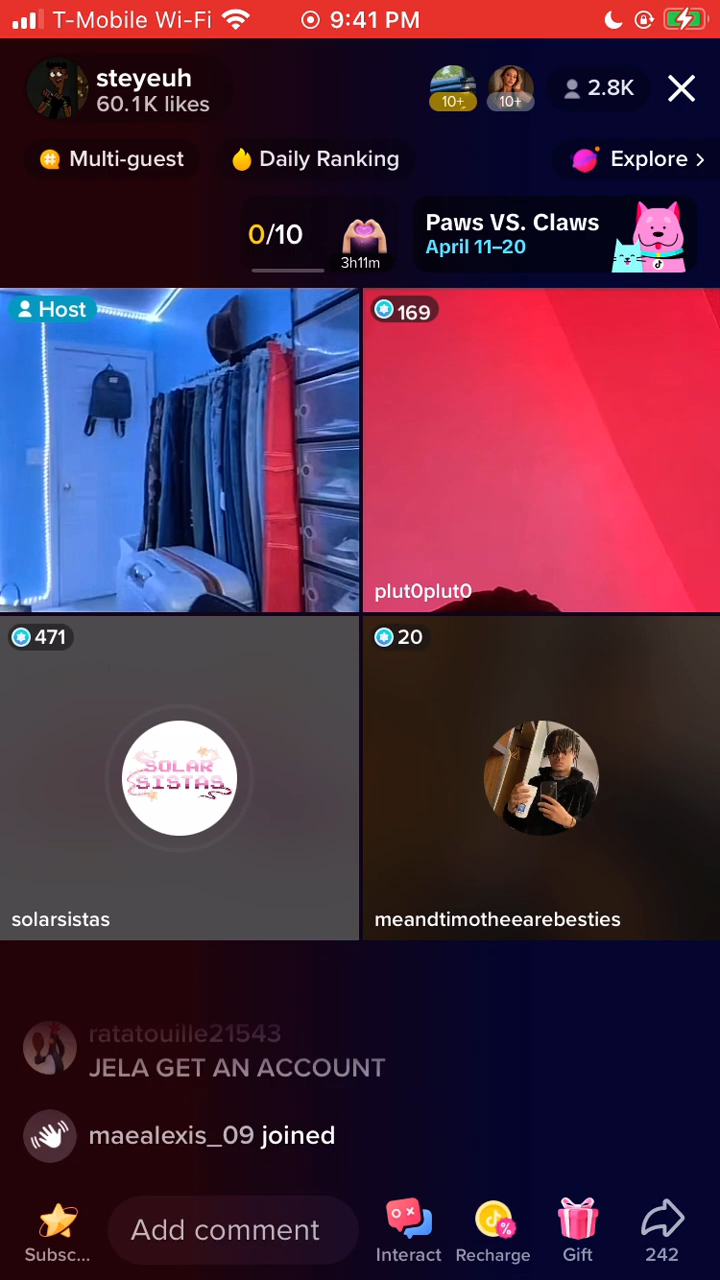 T-Mobile Wi-Fi 9:41 PM
steyeuh
60.1K likes
10+
10+
2.8K
Multi-guest
Daily Ranking
Explore >
0/10
3h11m
Paws VS. Claws
April 11–20
Host
169
plut0plut0
471
SOLAR
SISTAS
solarsistas
20
meandtimotheearebesties
ratatouille21543
JELA GET AN ACCOUNT
maealexis_09 joined
Add comment
Subsc...
Interact
Recharge
Gift
242